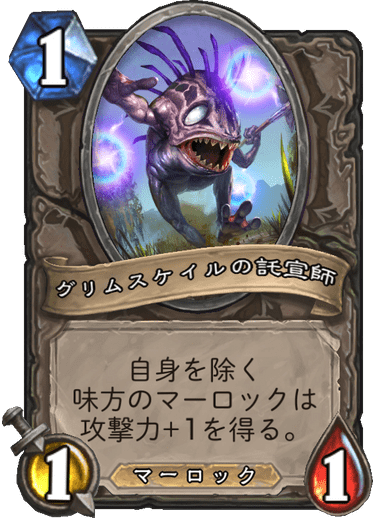 1
グリムスケイルの託宣師
自身を除く
味方のマーロックは
攻撃力+1を得る。
マーロック
1
1